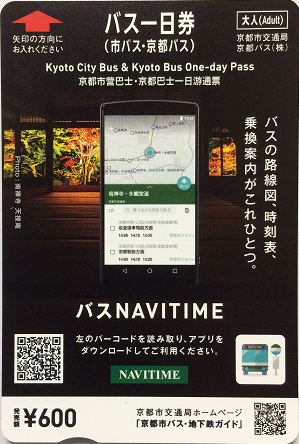 矢印の方向に
お入れください
バス一日券
(市バス・京都バス)
大人(Adult)
京都市交通局
京都バス(株)
Kyoto City Bus & Kyoto Bus One-day Pass
京都市营巴士・京都巴士一日游通票
バスの路線図、時刻表、
乗換案内がこれひとつ。
Photo:南禅寺 天授庵
南禅寺・永観堂道
バスNAVITIME
左のバーコードを読み取り、アプリを
ダウンロードしてご利用ください。
NAVITIME
発売額 ¥600
京都市交通局ホームページ
「京都市バス・地下鉄ガイド」